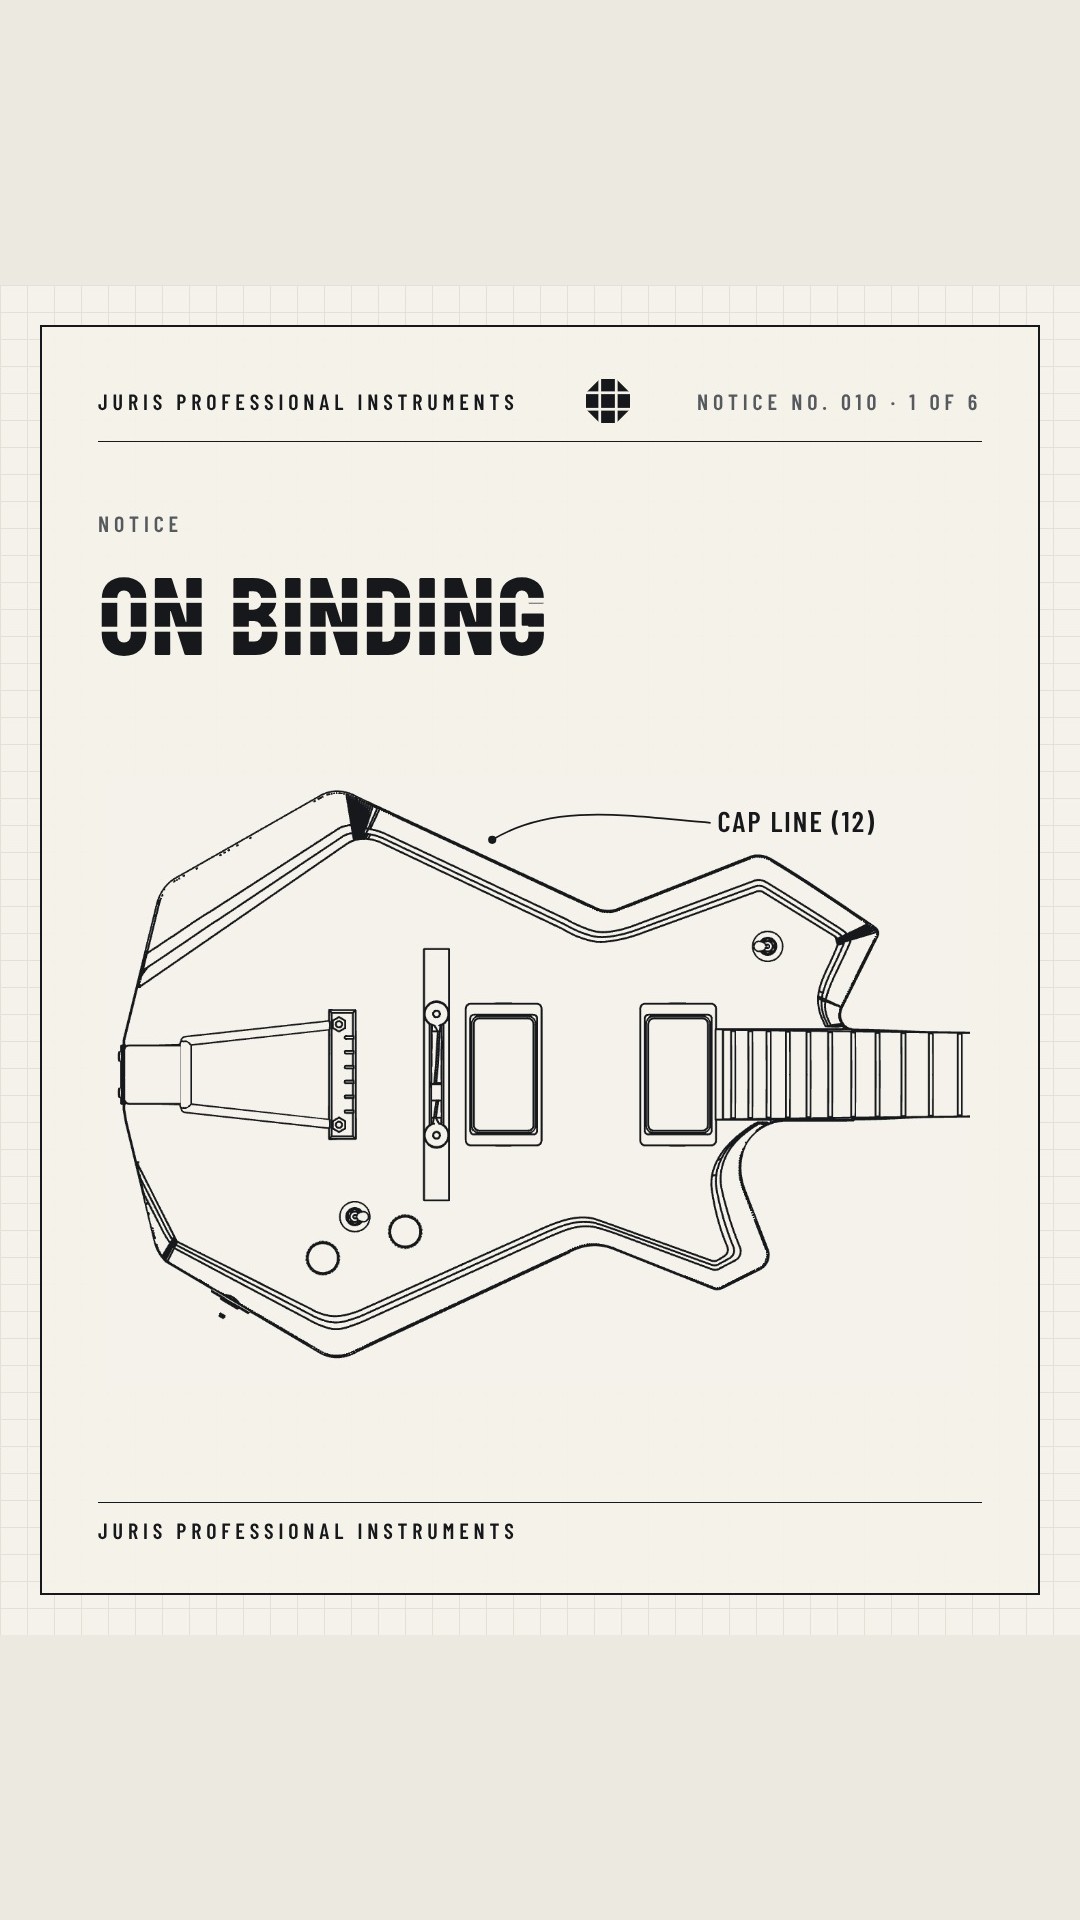 JURIS PROFESSIONAL INSTRUMENTS
NOTICE NO. 010 · 1 OF 6
NOTICE
ON BINDING
CAP LINE (12)
JURIS PROFESSIONAL INSTRUMENTS